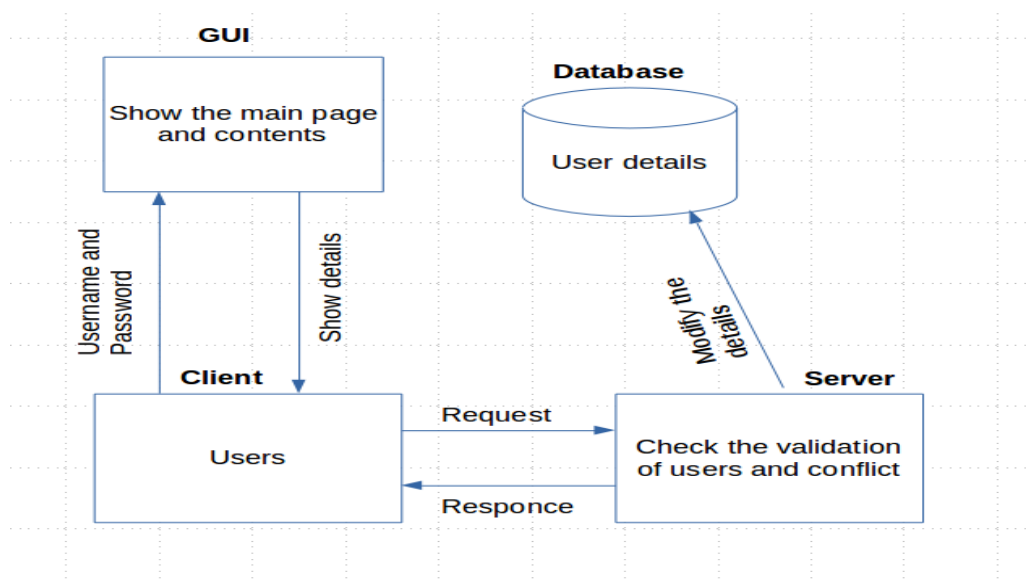 GUI
Show the main page
and contents
Database
User details
Username and
Password
Show details
Modify the
details
Client
Users
Request
Responce
Server
Check the validation
of users and conflict